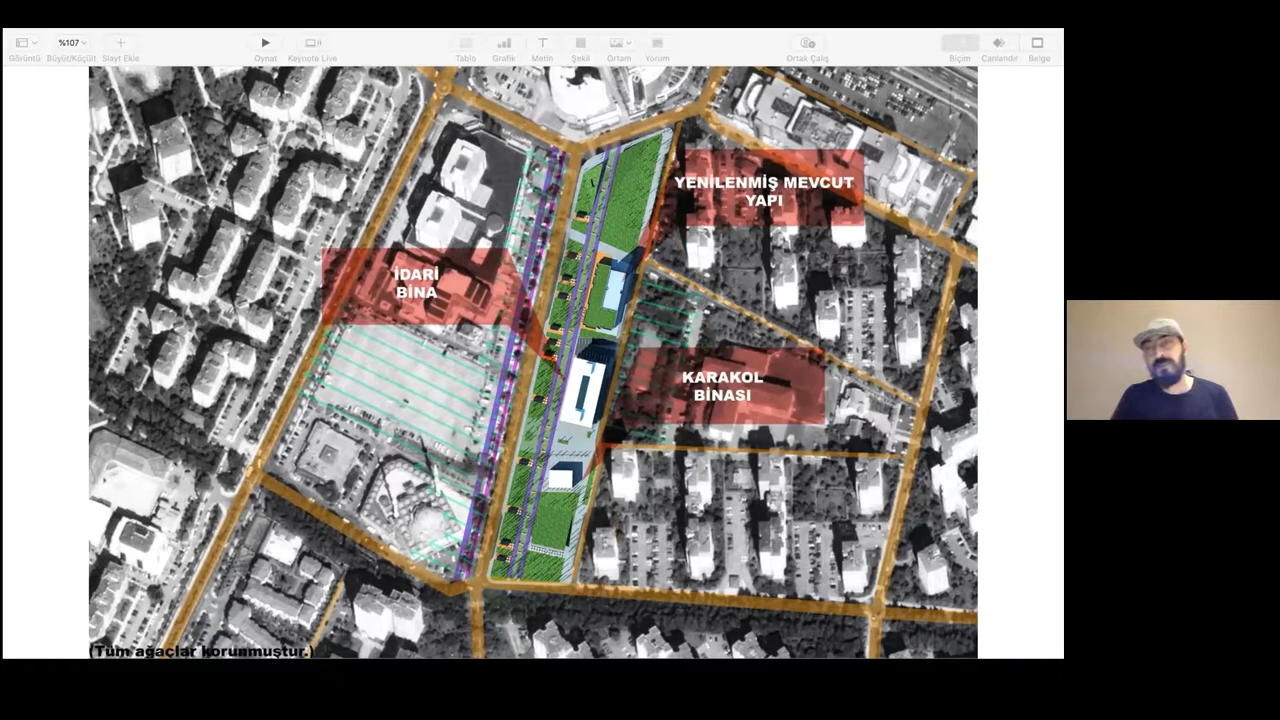 %107
Görüntü Büyüt/Küçült Slayt Ekle Oynat Keynote Live Tablo Grafik Metin Şekil Ortam Yorum Ortak Çalış Biçim Canlandır Belge
YENİLENMİŞ MEVCUT
YAPI
İDARİ
BİNA
KARAKOL
BİNASI
(Tüm ağaçlar korunmuştur.)